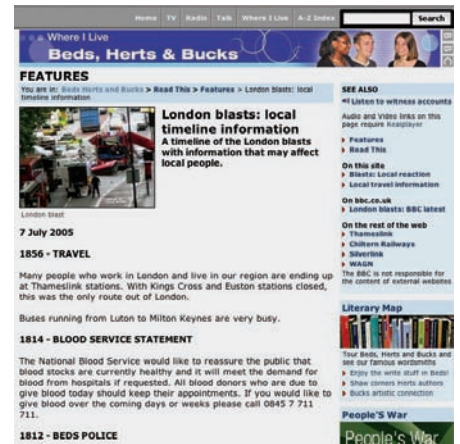 Home TV Radio Talk Where I Live A-Z Index Search
Where I Live
Beds, Herts & Bucks
BBC
FEATURES
You are in: Beds Herts and Bucks > Read This > Features > London blasts: local
timeline information
London blasts: local
timeline information
A timeline of the London blasts
with information that may affect
local people.
London blast
7 July 2005
1856 - TRAVEL
Many people who work in London and live in our region are ending up
at Thameslink stations. With Kings Cross and Euston stations closed,
this was the only route out of London.
Buses running from Luton to Milton Keynes are very busy.
1814 - BLOOD SERVICE STATEMENT
The National Blood Service would like to reassure the public that
blood stocks are currently healthy and it will meet the demand for
blood from hospitals if requested. All blood donors who are due to
give blood today should keep their appointments. If you would like to
give blood over the coming days or weeks please call 0845 7 711
711.
1812 - BEDS POLICE
SEE ALSO
Listen to witness accounts
Audio and Video links on this
page require Realplayer
Features
Read This
On this site
Blasts: Local reaction
Local travel information
On bbc.co.uk
London blasts: BBC latest
On the rest of the web
Thameslink
Chiltern Railways
Silverlink
WAGN
The BBC is not responsible for
the content of external websites
Literary Map
Tour Beds, Herts and Bucks and
see our famous wordsmiths
Enjoy the write stuff in Beds!
Show corners Herts authors
Bucks artistic connection
People'S War
People's War